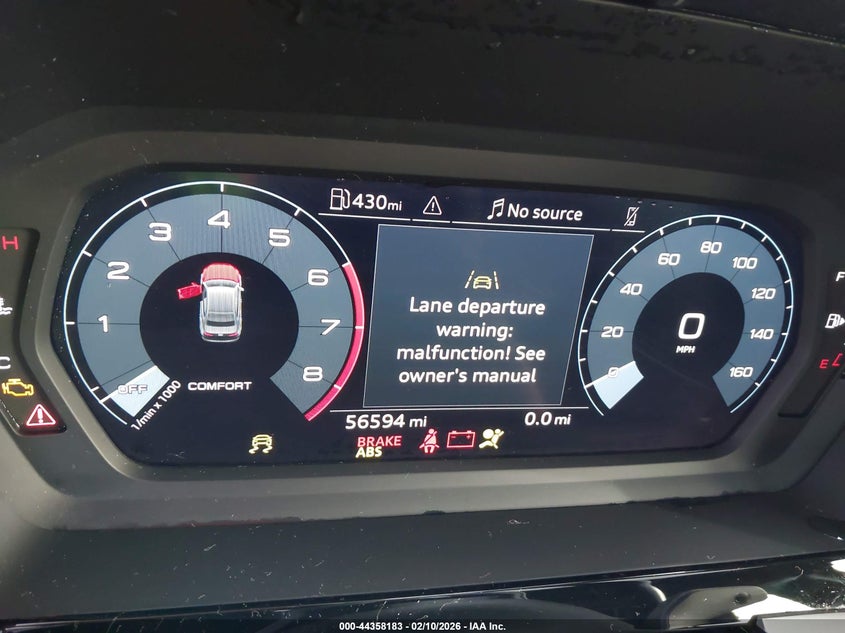 430mi
No source
H
C
1
2
3
4
5
6
7
8
OFF
1/min x 1000
COMFORT
Lane departure
warning:
malfunction! See
owner's manual
0
20
40
60
80
100
120
140
160
0
MPH
F
E
56594 mi
0.0 mi
BRAKE
ABS
000-44358183 - 02/10/2026 - IAA Inc.